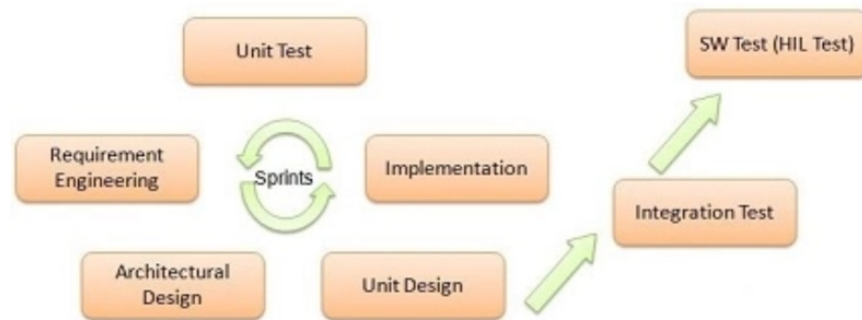 Unit Test
SW Test (HIL Test)
Requirement
Engineering
Sprints
Implementation
Integration Test
Architectural
Design
Unit Design